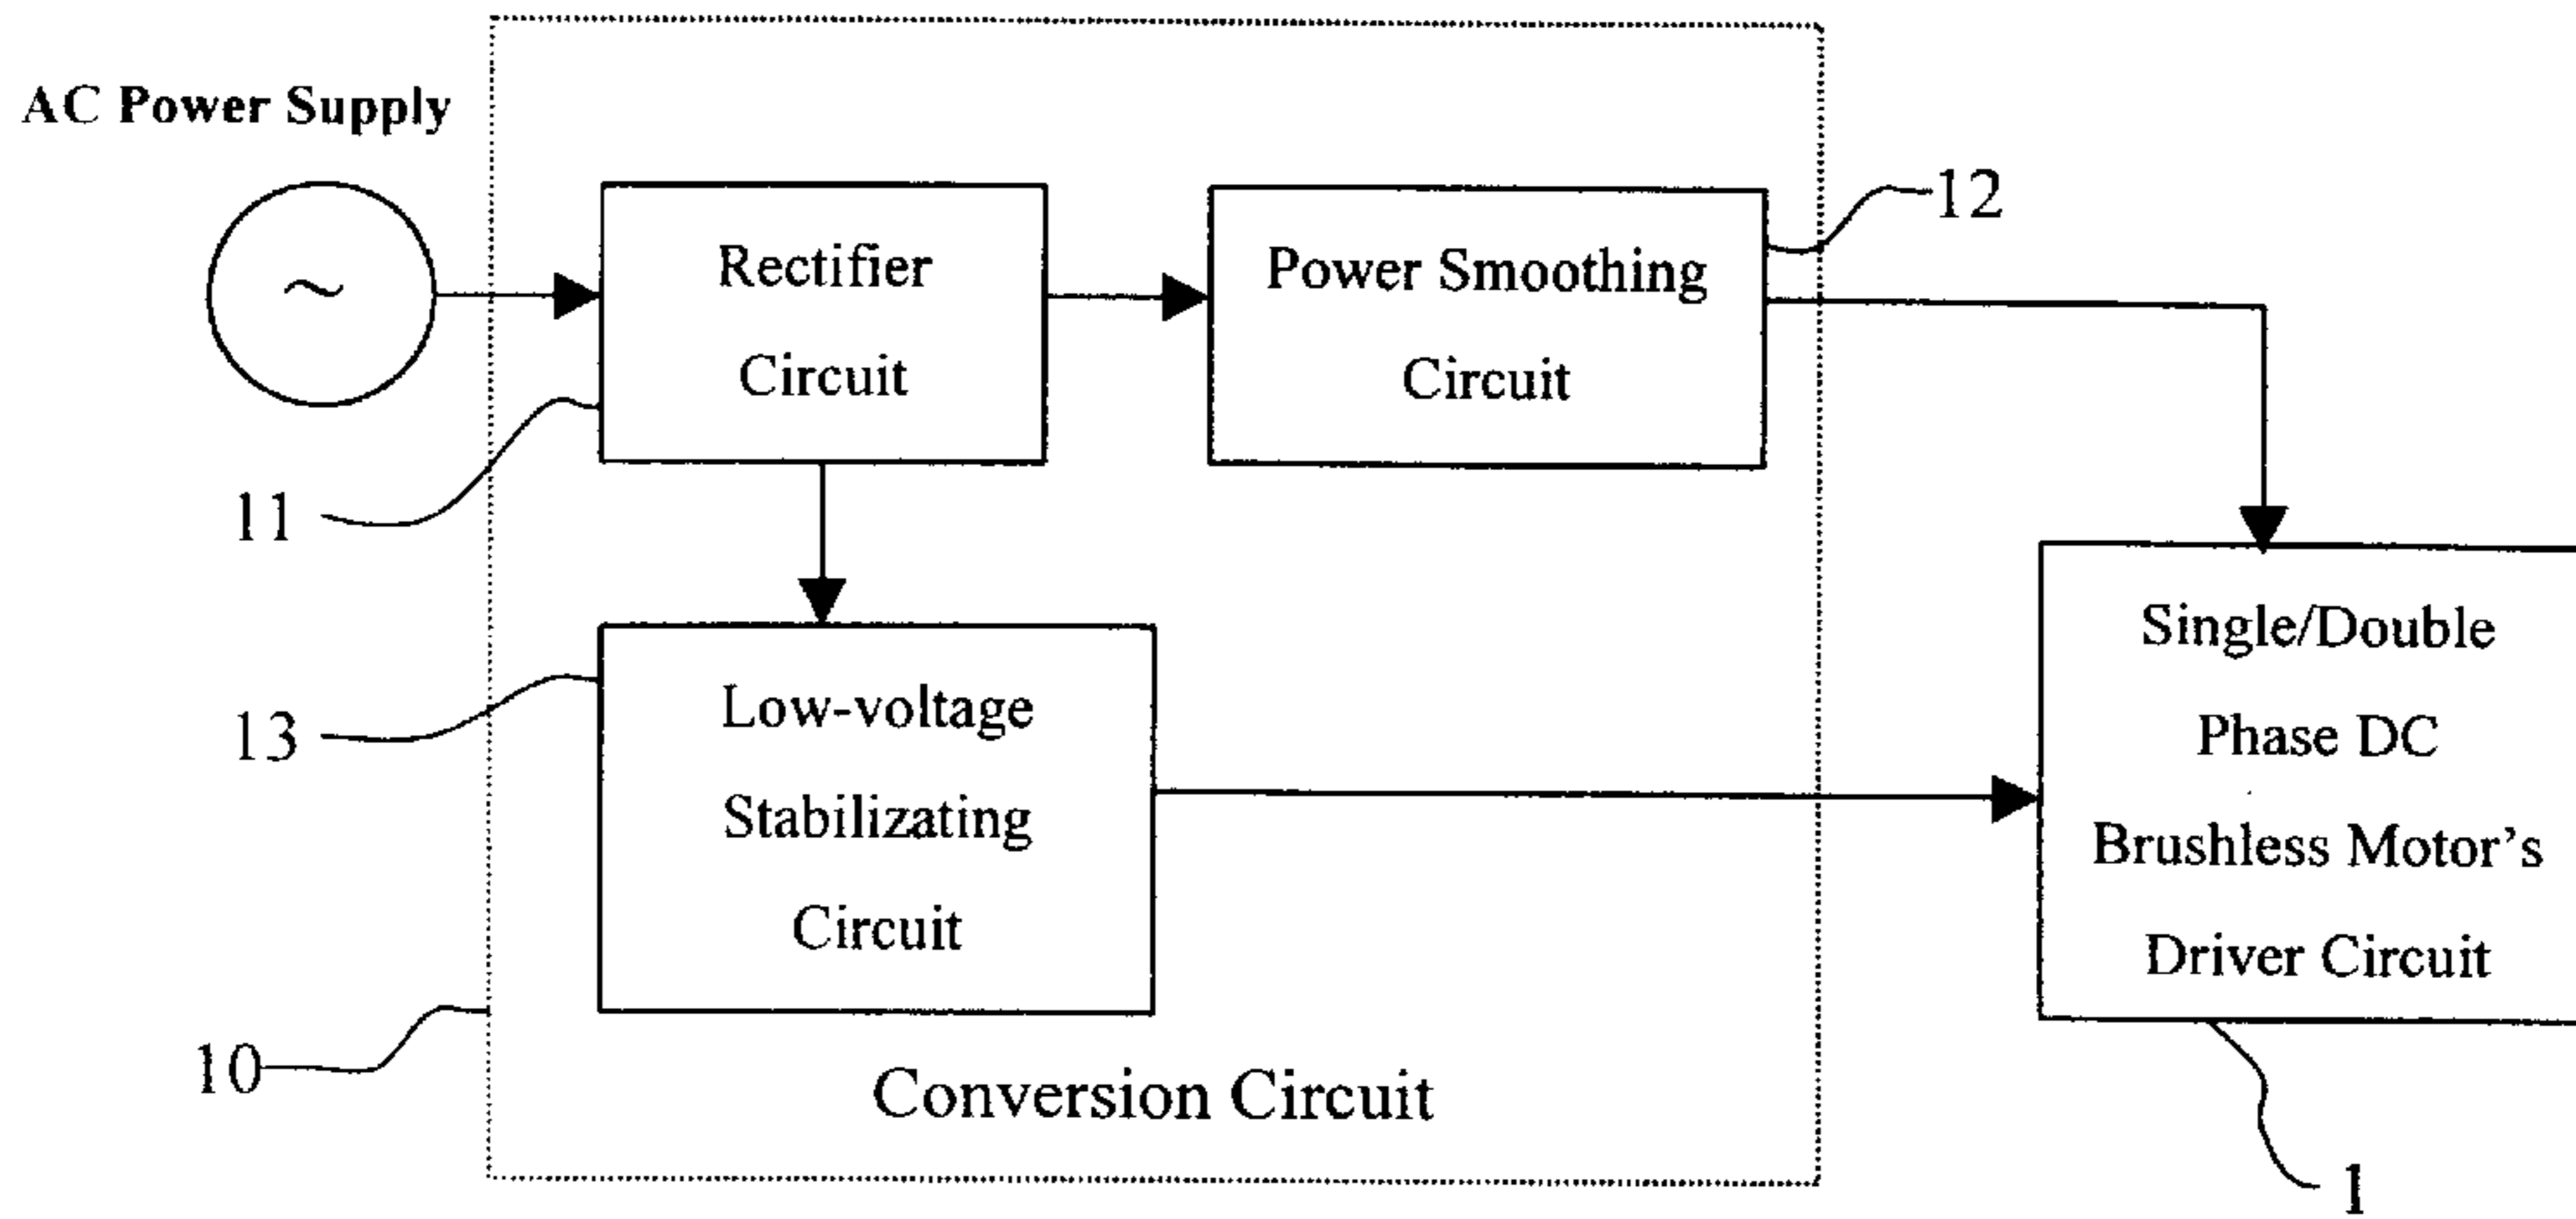 AC Power Supply
~
Rectifier
Circuit
Power Smoothing
Circuit
12
11
Low-voltage
Stabilizating
Circuit
13
Single/Double
Phase DC
Brushless Motor's
Driver Circuit
10
Conversion Circuit
1